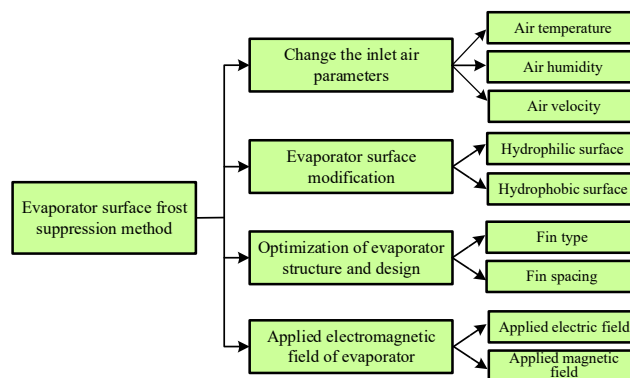 Evaporator surface frost
suppression method
Change the inlet air
parameters
Air temperature
Air humidity
Air velocity
Evaporator surface
modification
Hydrophilic surface
Hydrophobic surface
Optimization of evaporator
structure and design
Fin type
Fin spacing
Applied electromagnetic
field of evaporator
Applied electric field
Applied magnetic
field